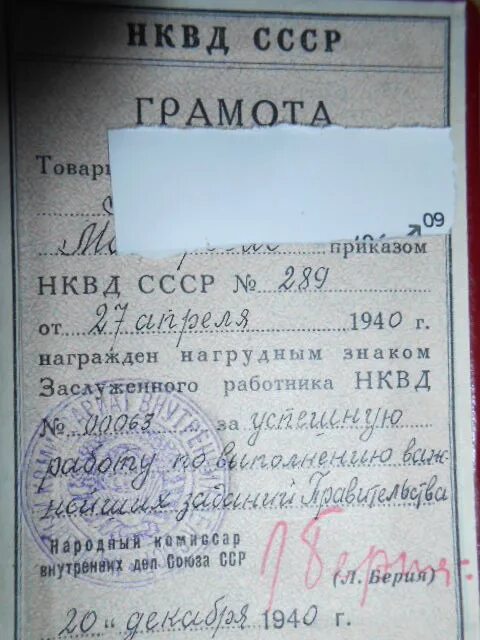 НКВД СССР
ГРАМОТА
Товари
09
приказом
НКВД СССР № 289
от 27 апреля 1940 г.
награжден нагрудным знаком
Заслуженного работника НКВД
№ 00063 за успешную
работу по выполнению важ
нейших заданий Правительства
Народный комиссар
внутренних дел Союза ССР
Л Берия
(Л. Берия)
20 " декабря 1940 г.